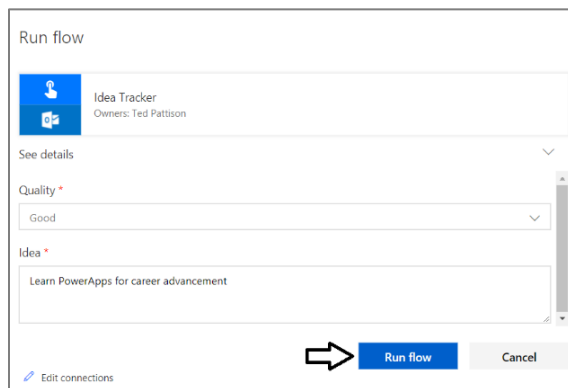 Run flow
Idea Tracker
Owners: Ted Pattison
See details
Quality *
Good
Idea *
Learn PowerApps for career advancement
Run flow Cancel
Edit connections